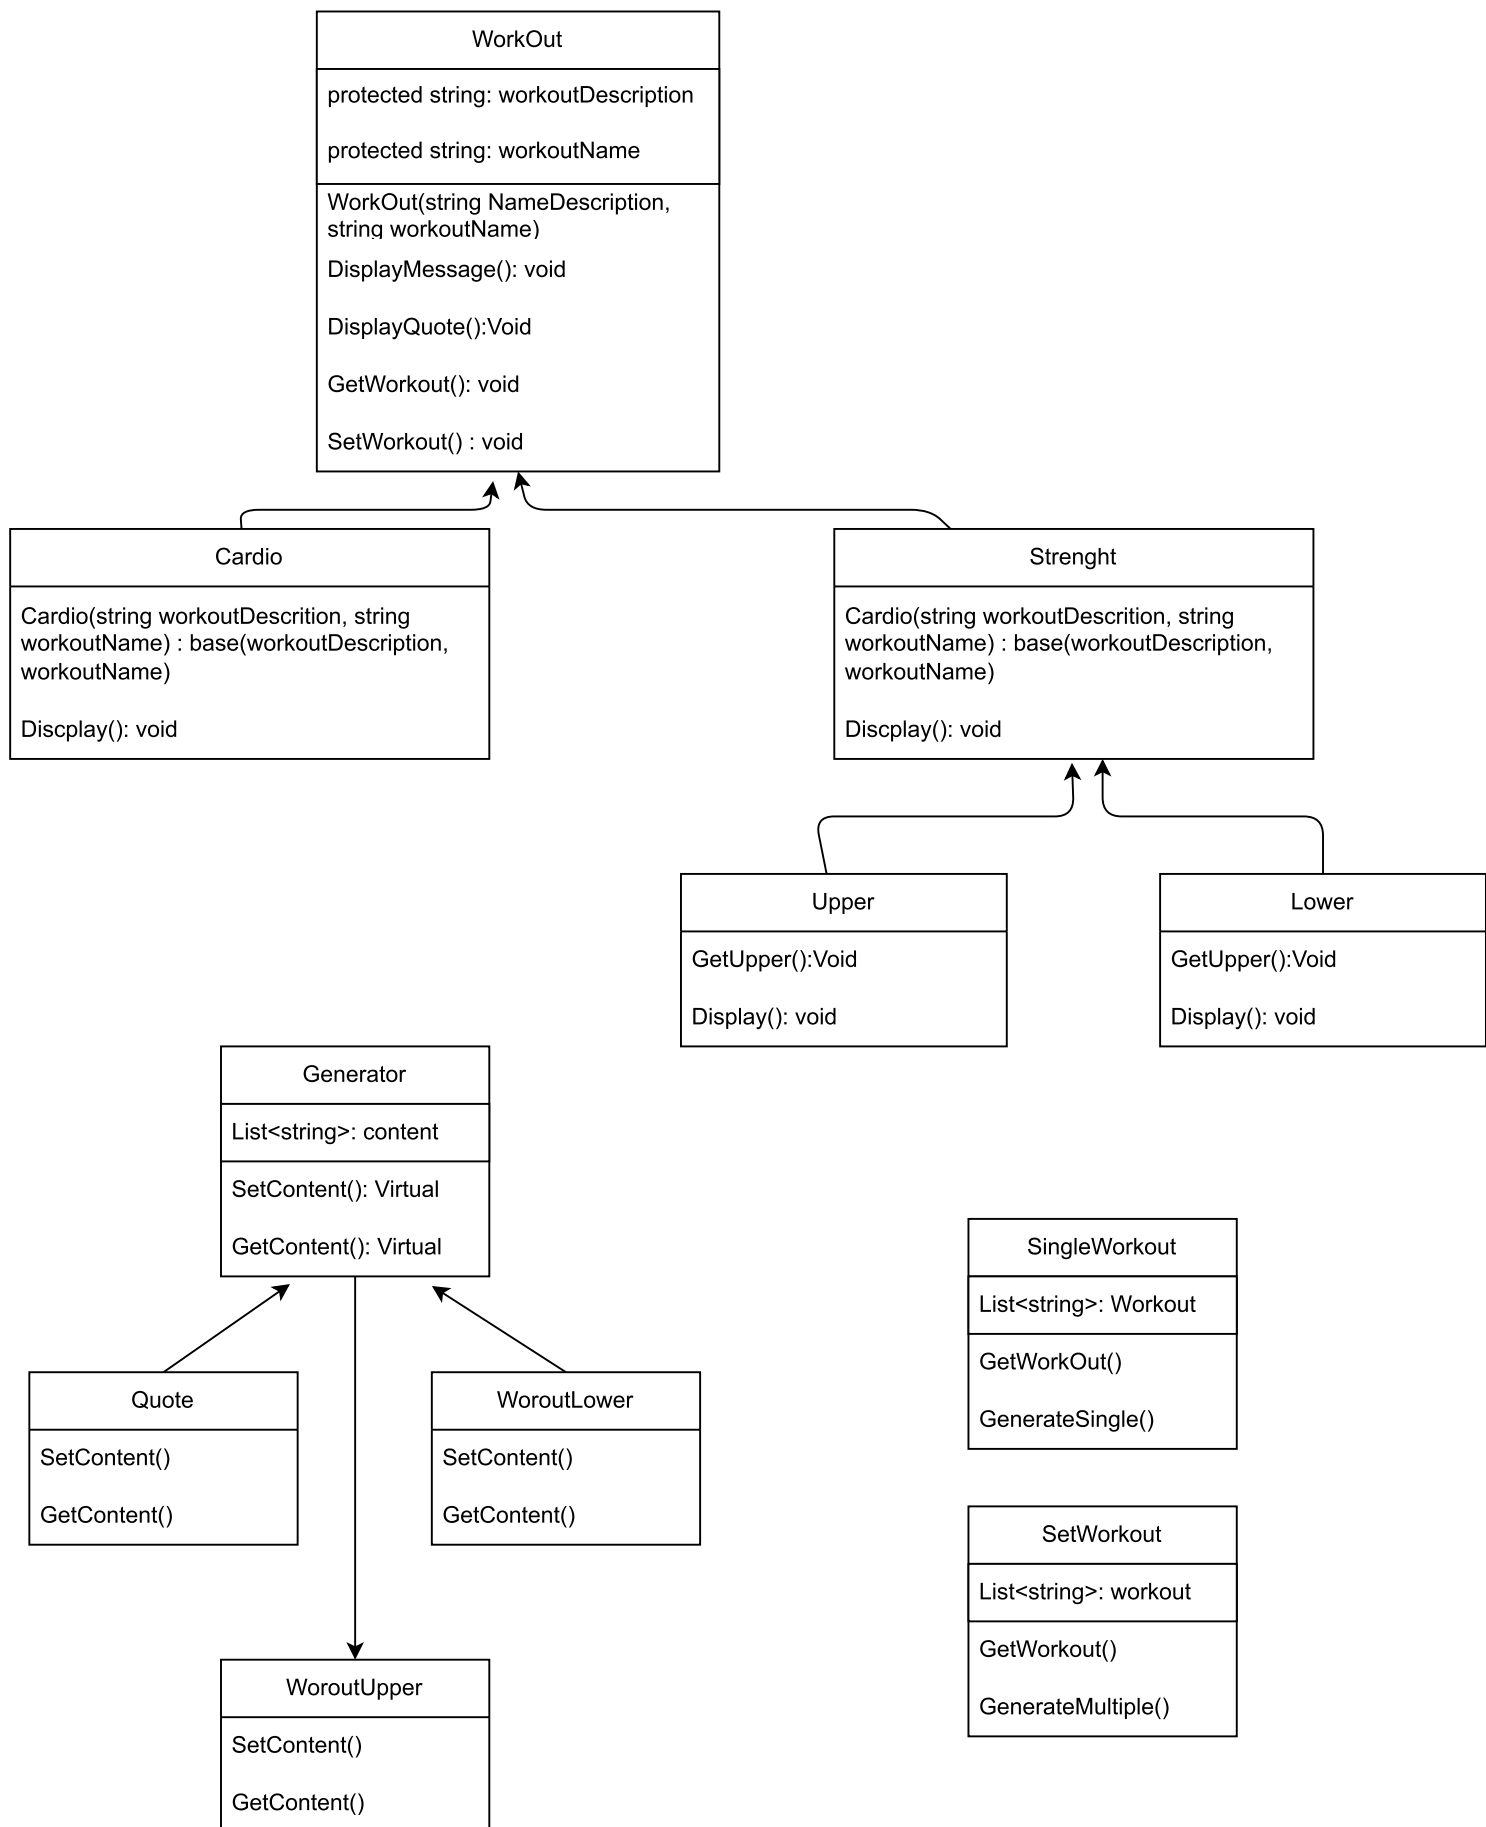 WorkOut
protected string: workoutDescription
protected string: workoutName
WorkOut(string NameDescription,
string workoutName)
DisplayMessage(): void
DisplayQuote():Void
GetWorkout(): void
SetWorkout() : void
Cardio
Cardio(string workoutDescrition, string
workoutName) : base(workoutDescription,
workoutName)
Discplay(): void
Strenght
Cardio(string workoutDescrition, string
workoutName) : base(workoutDescription,
workoutName)
Discplay(): void
Upper
GetUpper():Void
Display(): void
Lower
GetUpper():Void
Display(): void
Generator
List<string>: content
SetContent(): Virtual
GetContent(): Virtual
Quote
SetContent()
GetContent()
WoroutLower
SetContent()
GetContent()
WoroutUpper
SetContent()
GetContent()
SingleWorkout
List<string>: Workout
GetWorkOut()
GenerateSingle()
SetWorkout
List<string>: workout
GetWorkout()
GenerateMultiple()